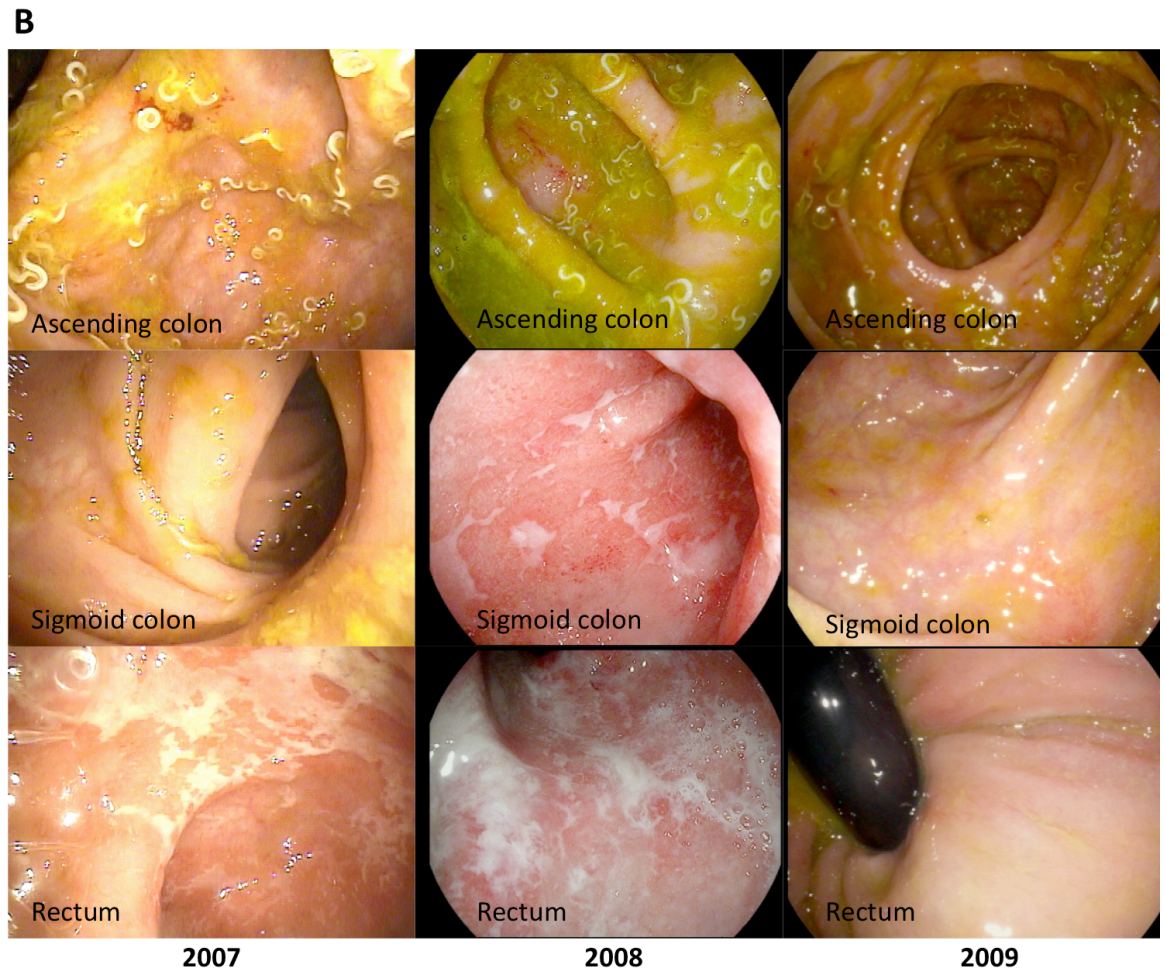 B
Ascending colon
Ascending colon
Ascending colon
Sigmoid colon
Sigmoid colon
Sigmoid colon
Rectum
Rectum
Rectum
2007
2008
2009